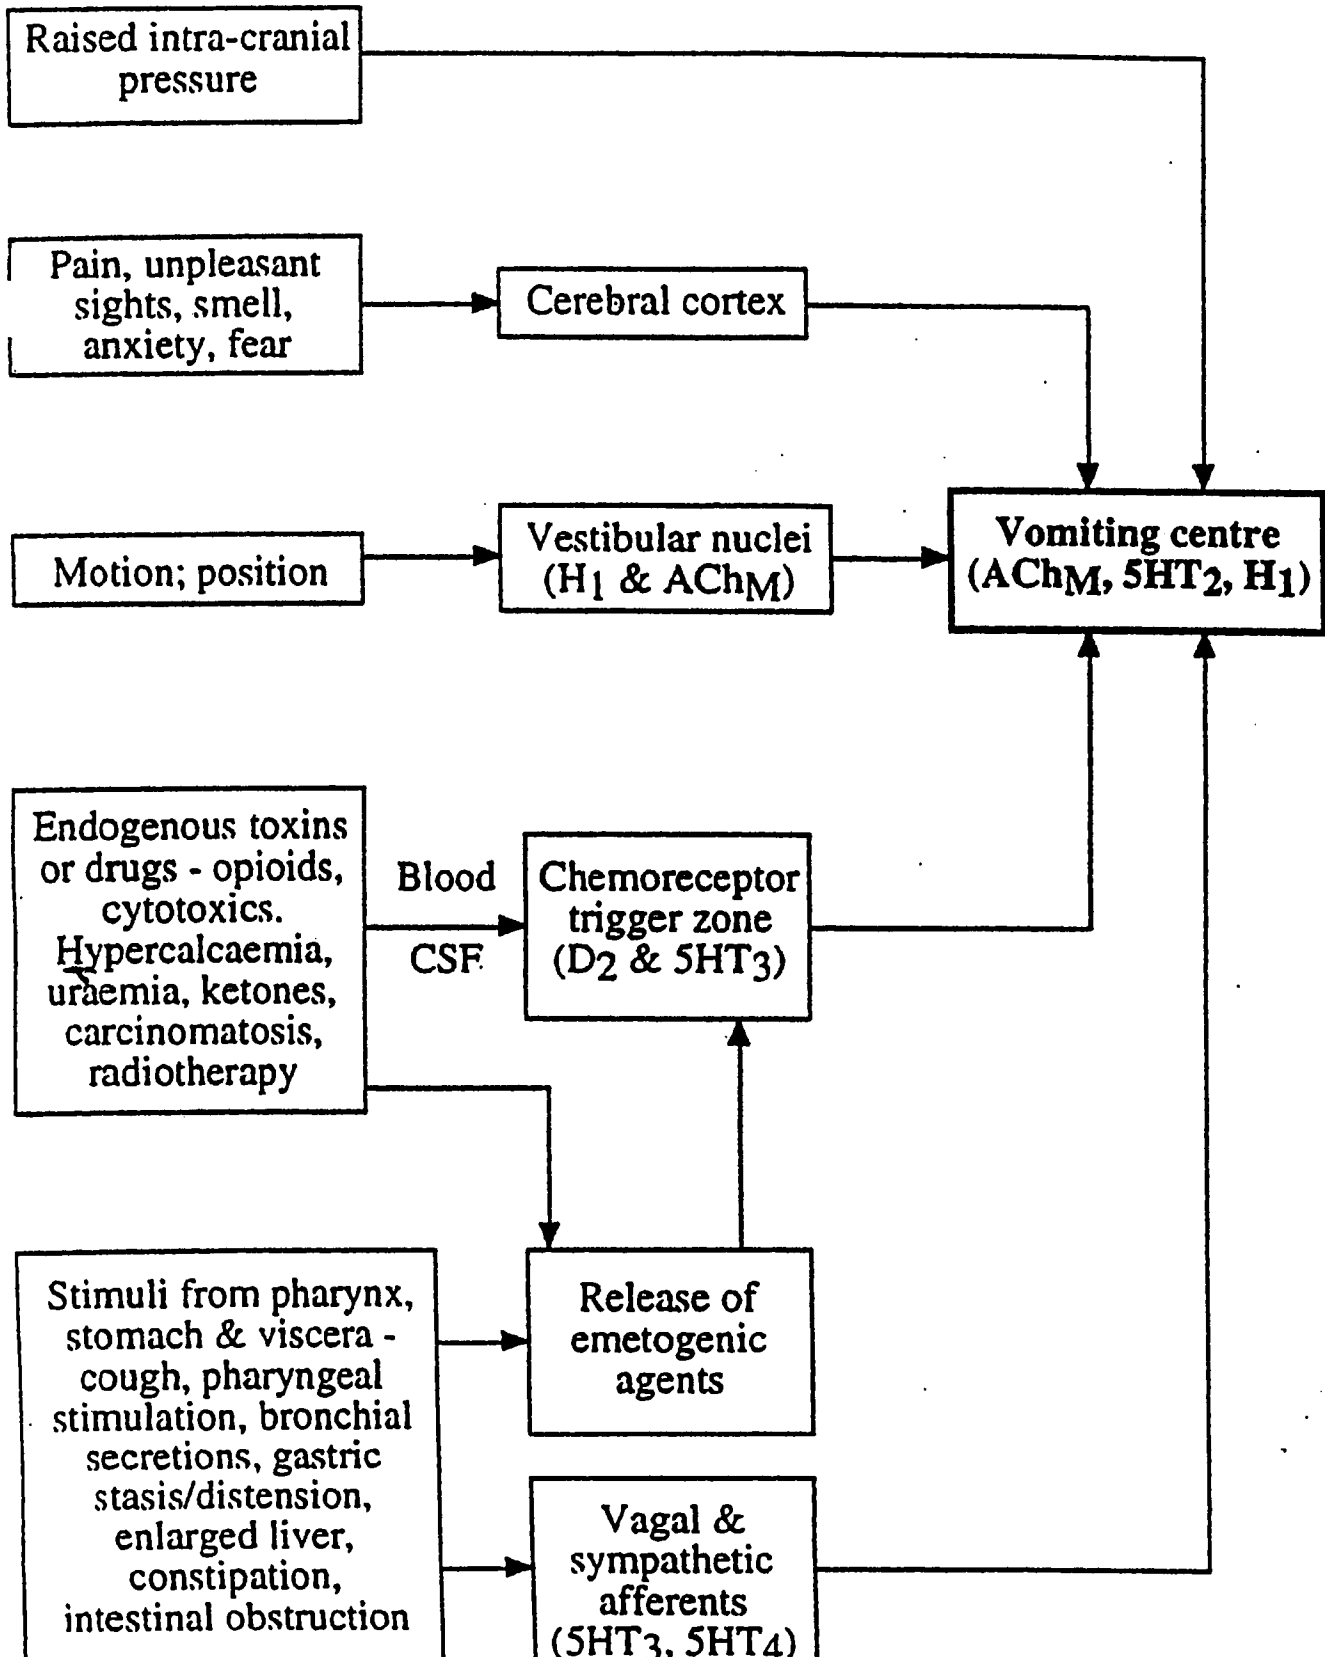 Raised intra-cranial
pressure
Pain, unpleasant
sights, smell,
anxiety, fear
Cerebral cortex
Motion; position
Vestibular nuclei
(H1 & AChM)
Vomiting centre
(AChM, 5HT2, H1)
Endogenous toxins
or drugs - opioids,
cytotoxics.
Hypercalcaemia,
uraemia, ketones,
carcinomatosis,
radiotherapy
Blood
CSF
Chemoreceptor
trigger zone
(D2 & 5HT3)
Stimuli from pharynx,
stomach & viscera -
cough, pharyngeal
stimulation, bronchial
secretions, gastric
stasis/distension,
enlarged liver,
constipation,
intestinal obstruction
Release of
emetogenic
agents
Vagal &
sympathetic
afferents
(5HT3, 5HT4)